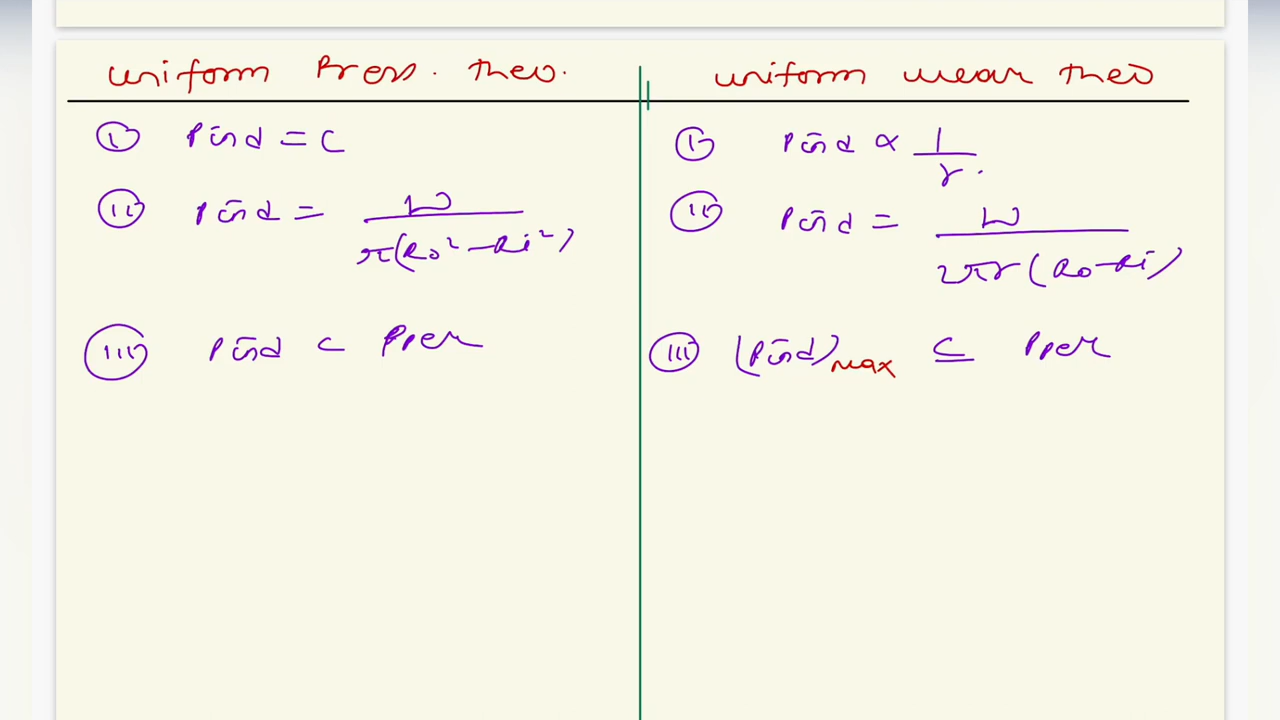 uniform Press. theo.
(i) Pind = C
(ii) Pind = W / π(Ro² - Ri²)
(iii) Pind < Pper
uniform wear theo
(i) Pind ∝ 1 / r.
(ii) Pind = W / 2πr (Ro - Ri)
(iii) (Pind)max ≤ Pper